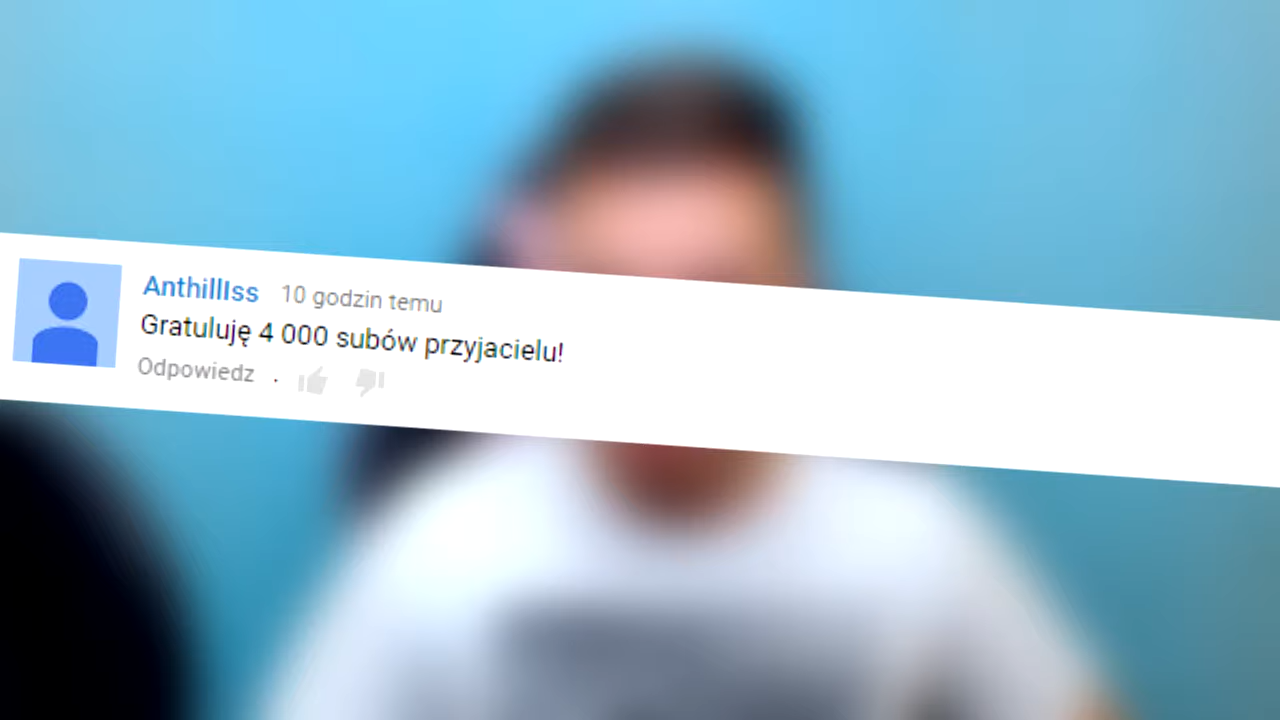 AnthillIss 10 godzin temu
Gratuluję 4 000 subów przyjacielu!
Odpowiedz .